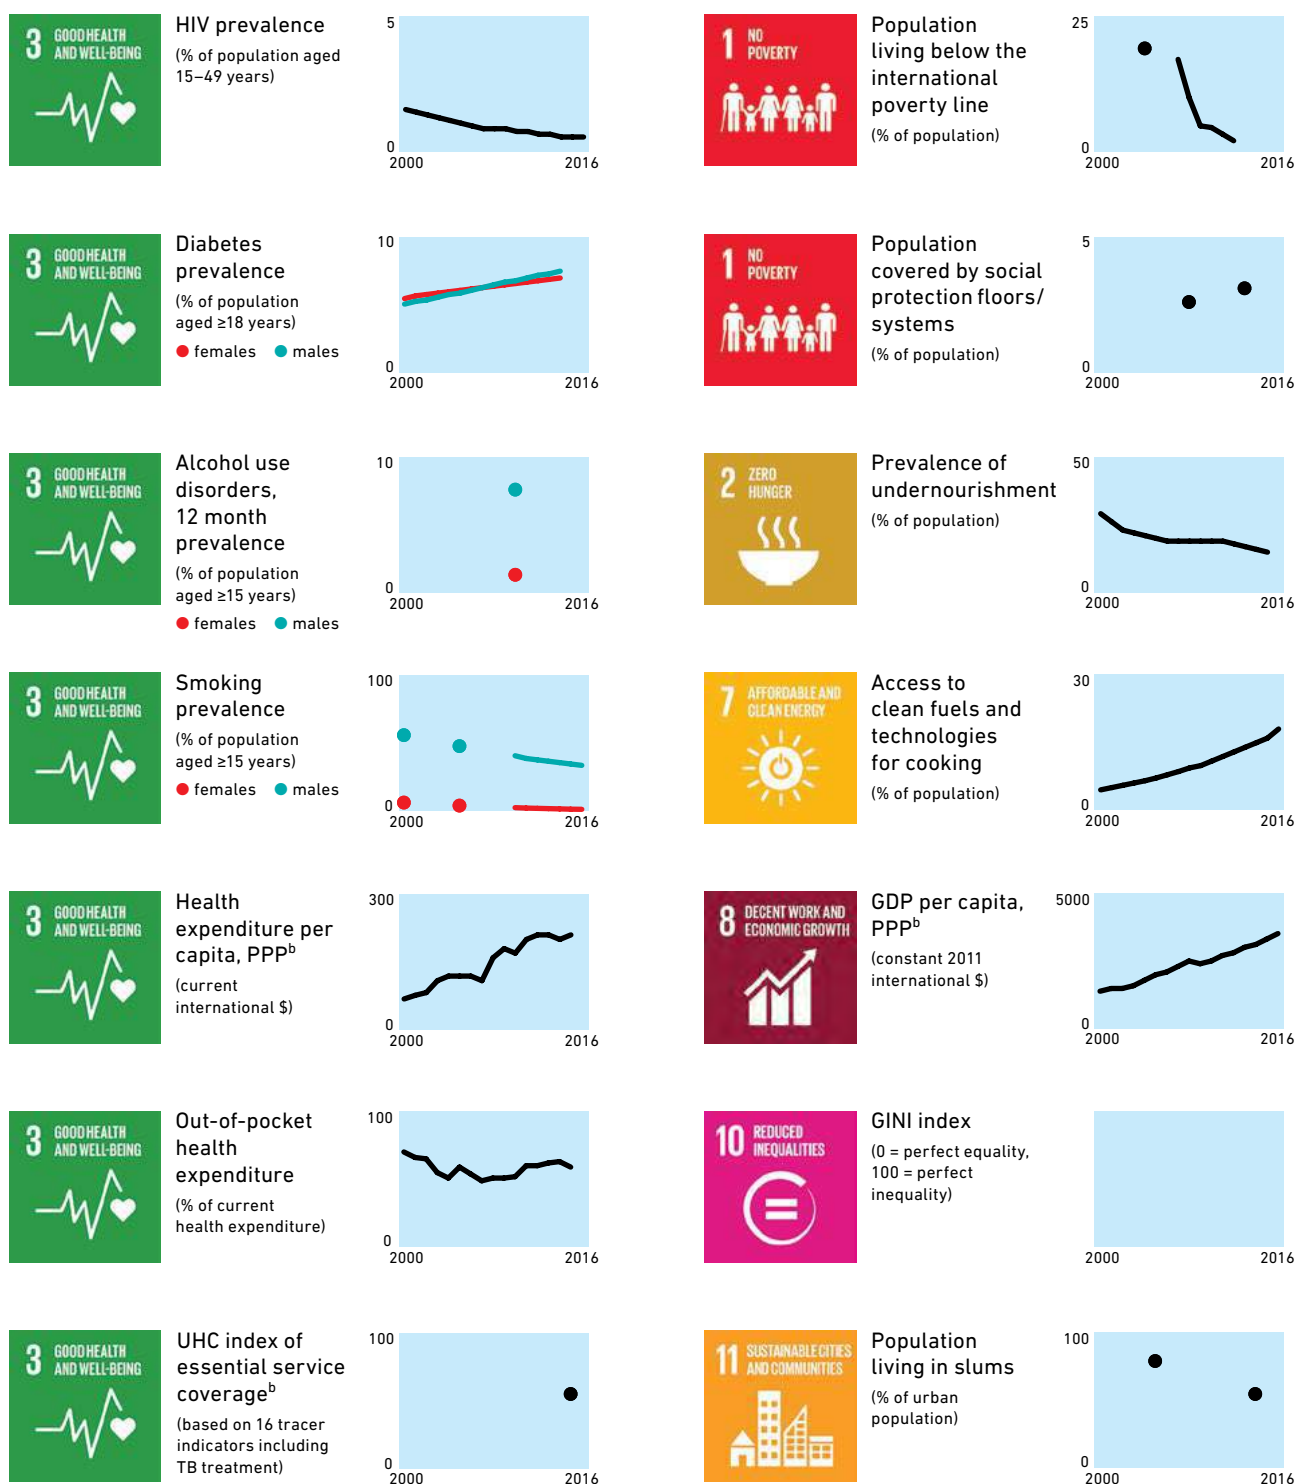 3 GOOD HEALTH
AND WELL-BEING
HIV prevalence
(% of population aged
15–49 years)
5
0
2000 2016
1 NO
POVERTY
Population
living below the
international
poverty line
(% of population)
25
0
2000 2016
3 GOOD HEALTH
AND WELL-BEING
Diabetes
prevalence
(% of population
aged ≥18 years)
females males
10
0
2000 2016
1 NO
POVERTY
Population
covered by social
protection floors/
systems
(% of population)
5
0
2000 2016
3 GOOD HEALTH
AND WELL-BEING
Alcohol use
disorders,
12 month
prevalence
(% of population
aged ≥15 years)
females males
10
0
2000 2016
2 ZERO
HUNGER
Prevalence of
undernourishment
(% of population)
50
0
2000 2016
3 GOOD HEALTH
AND WELL-BEING
Smoking
prevalence
(% of population
aged ≥15 years)
females males
100
0
2000 2016
7 AFFORDABLE AND
CLEAN ENERGY
Access to
clean fuels and
technologies
for cooking
(% of population)
30
0
2000 2016
3 GOOD HEALTH
AND WELL-BEING
Health
expenditure per
capita, PPPᵇ
(current
international $)
300
0
2000 2016
8 DECENT WORK AND
ECONOMIC GROWTH
GDP per capita,
PPPᵇ
(constant 2011
international $)
5000
0
2000 2016
3 GOOD HEALTH
AND WELL-BEING
Out-of-pocket
health
expenditure
(% of current
health expenditure)
100
0
2000 2016
10 REDUCED
INEQUALITIES
GINI index
(0 = perfect equality,
100 = perfect
inequality)
2000 2016
3 GOOD HEALTH
AND WELL-BEING
UHC index of
essential service
coverageᵇ
(based on 16 tracer
indicators including
TB treatment)
100
0
2000 2016
11 SUSTAINABLE CITIES
AND COMMUNITIES
Population
living in slums
(% of urban
population)
100
0
2000 2016